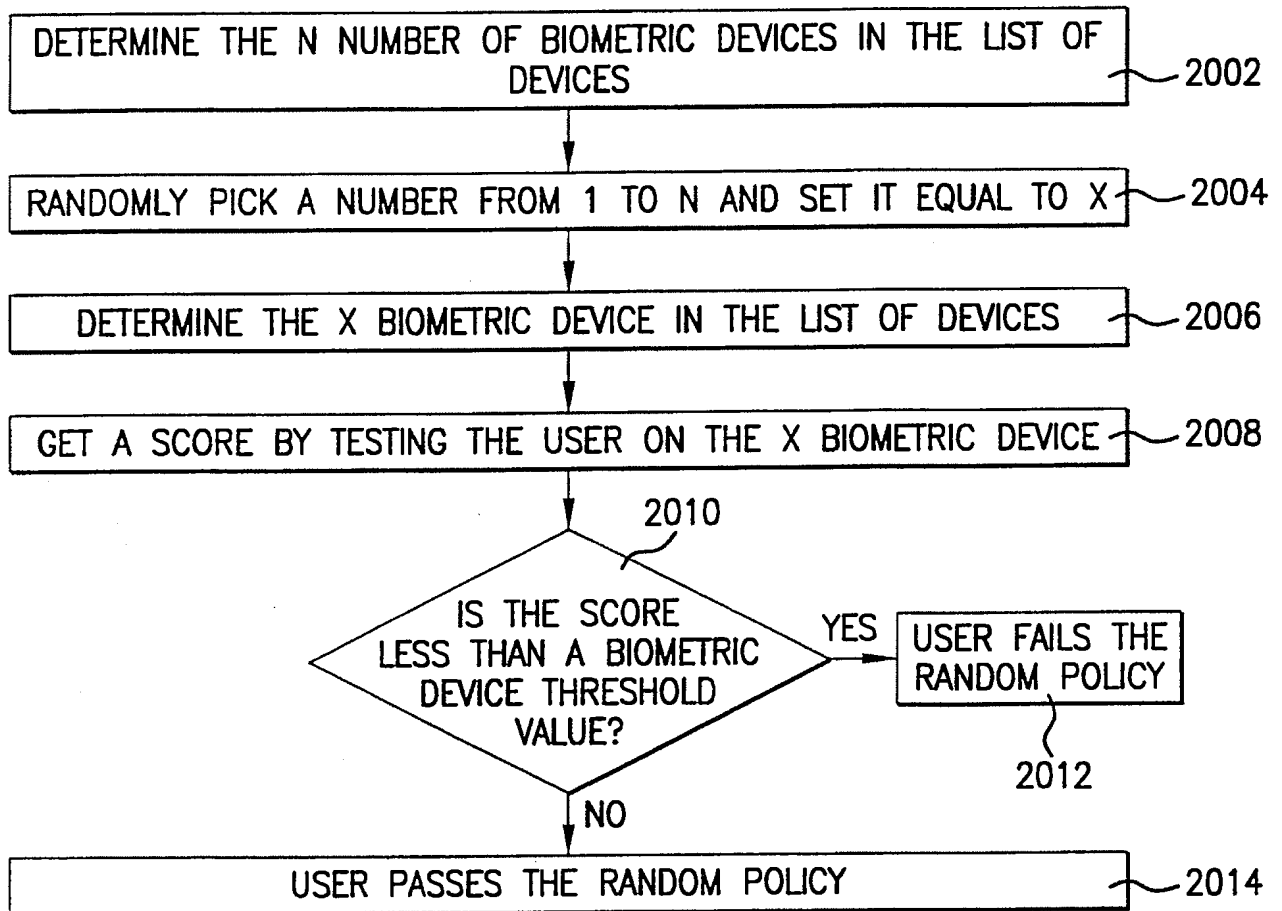 DETERMINE THE N NUMBER OF BIOMETRIC DEVICES IN THE LIST OF
DEVICES
2002
RANDOMLY PICK A NUMBER FROM 1 TO N AND SET IT EQUAL TO X
2004
DETERMINE THE X BIOMETRIC DEVICE IN THE LIST OF DEVICES
2006
GET A SCORE BY TESTING THE USER ON THE X BIOMETRIC DEVICE
2008
2010
IS THE SCORE
LESS THAN A BIOMETRIC
DEVICE THRESHOLD
VALUE?
YES
USER FAILS THE
RANDOM POLICY
2012
NO
USER PASSES THE RANDOM POLICY
2014